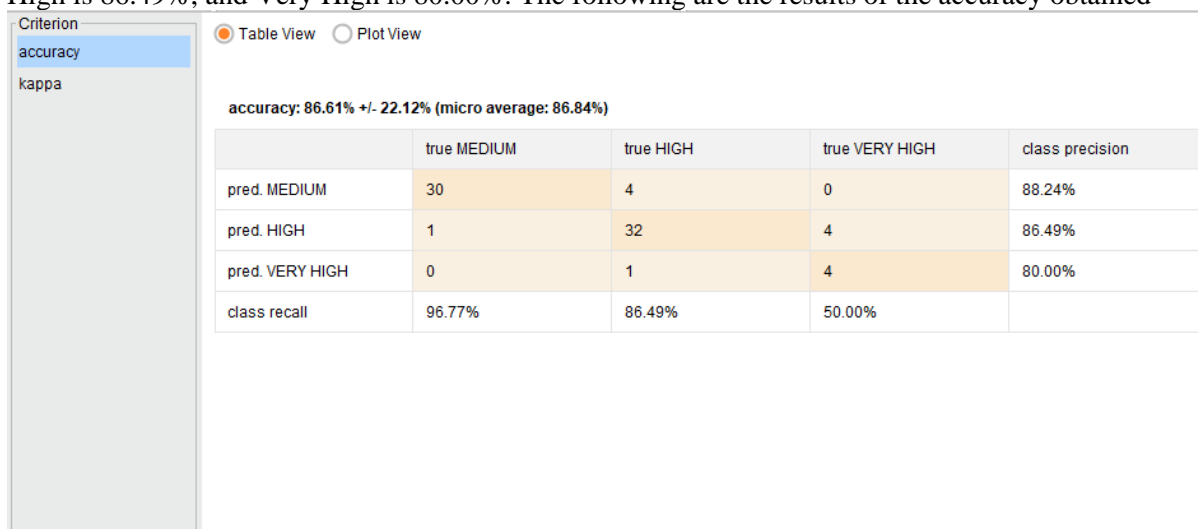 High is 86.49%, and Very High is 80.00%. The following are the results of the accuracy obtained
Criterion
accuracy
kappa
Table View Plot View
accuracy: 86.61% +/- 22.12% (micro average: 86.84%)
true MEDIUM true HIGH true VERY HIGH class precision
pred. MEDIUM 30 4 0 88.24%
pred. HIGH 1 32 4 86.49%
pred. VERY HIGH 0 1 4 80.00%
class recall 96.77% 86.49% 50.00%